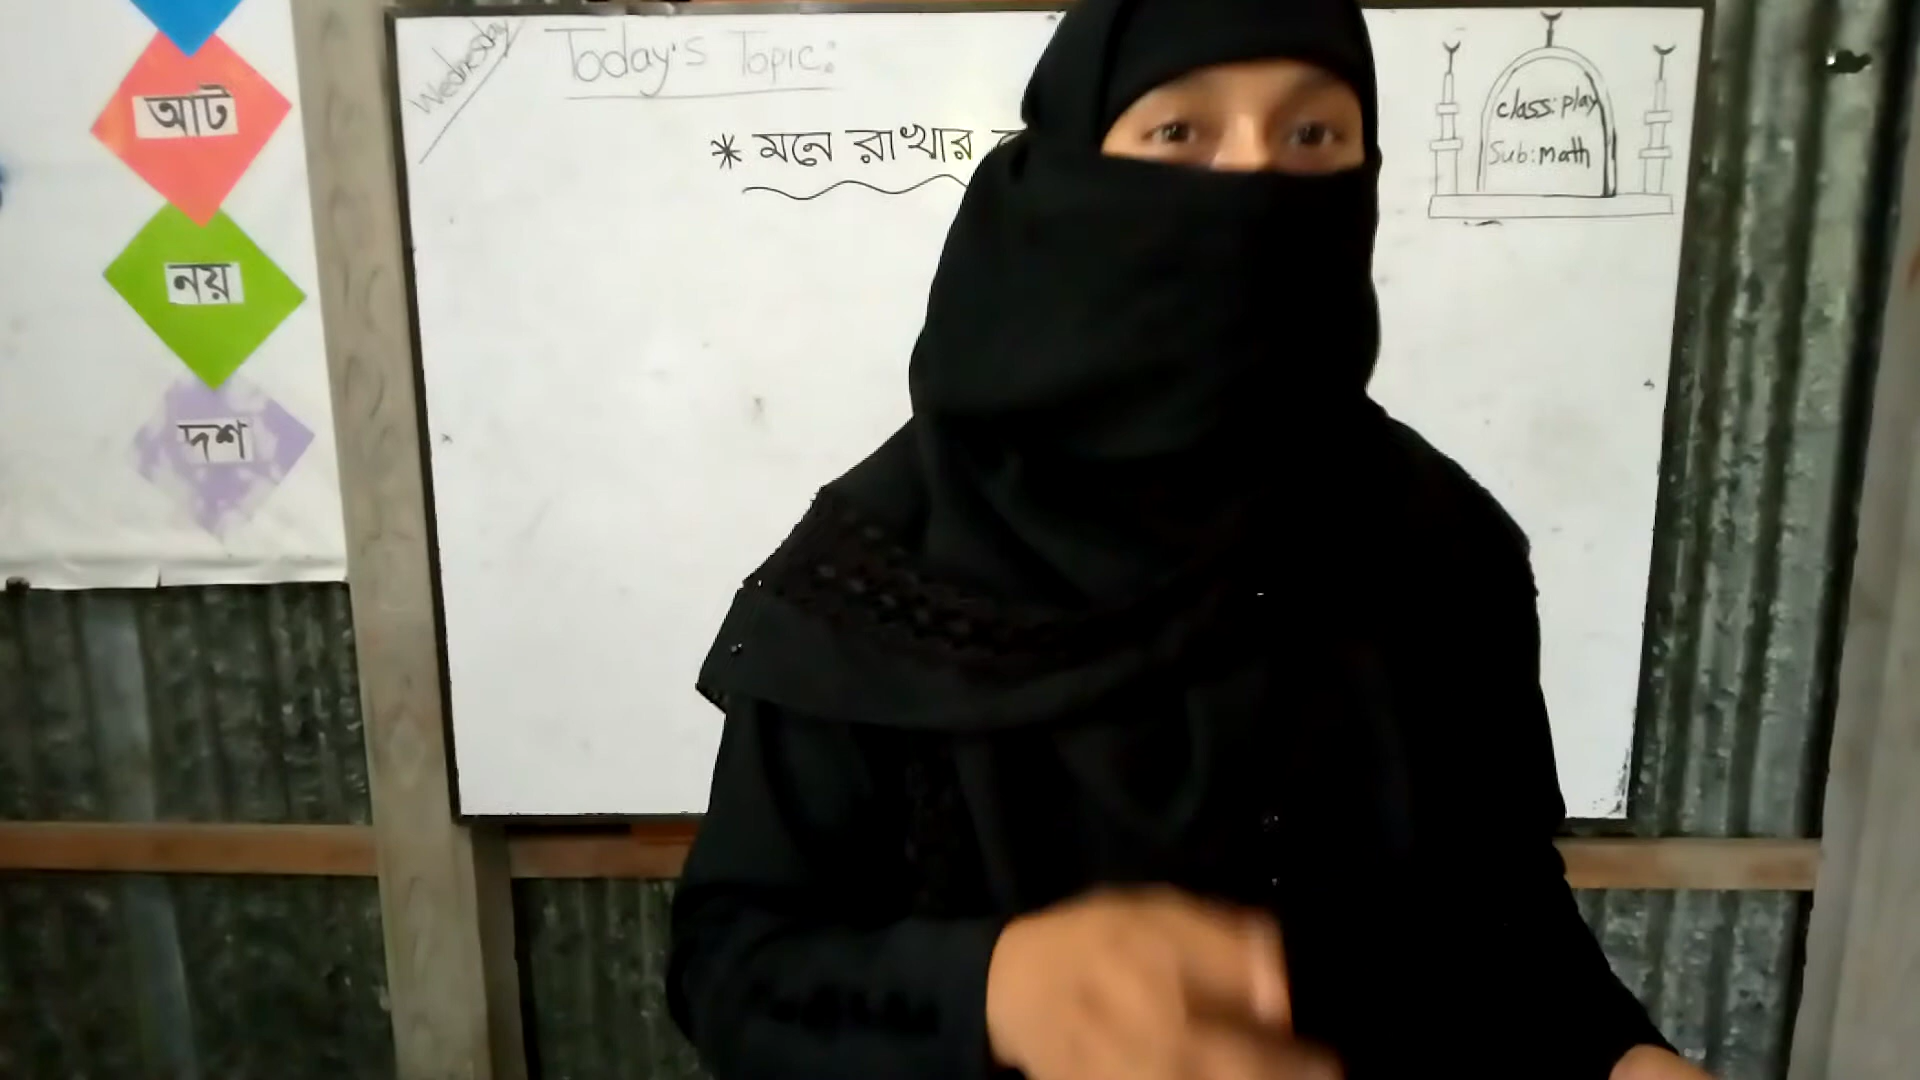 আট
নয়
দশ
Wednesday
Today's Topic:
* মনে রাখার
class: play
Sub: Math